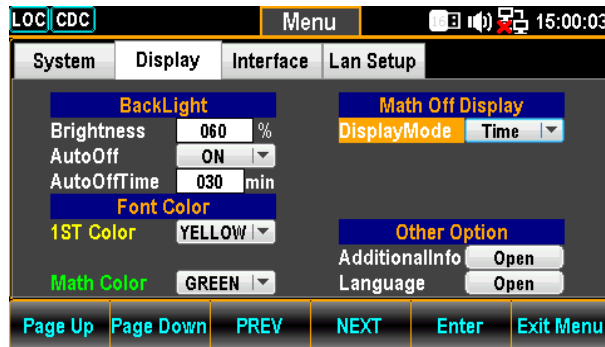 LOC CDC Menu 16 15:00:03
System Display Interface Lan Setup
BackLight
Brightness 060 %
AutoOff ON
AutoOffTime 030 min
Font Color
1ST Color YELLOW
Math Color GREEN
Math Off Display
DisplayMode Time
Other Option
AdditionalInfo Open
Language Open
Page Up Page Down PREV NEXT Enter Exit Menu